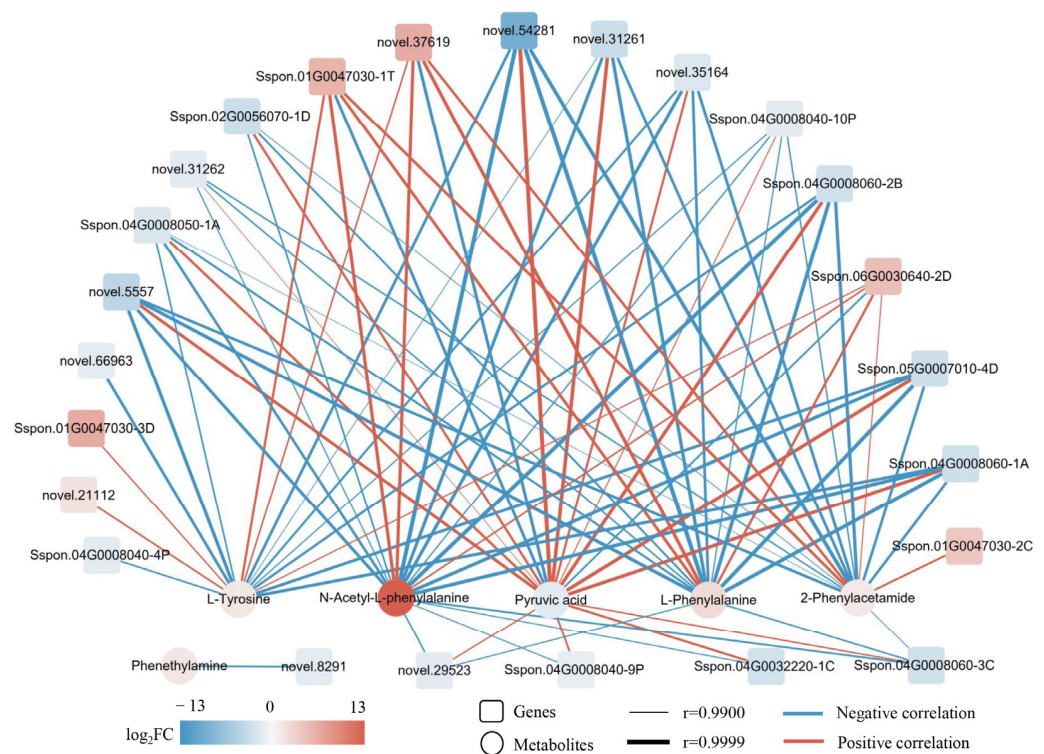 novel.54281
novel.31261
novel.37619
novel.35164
Sspon.01G0047030-1T
Sspon.02G0056070-1D
Sspon.04G0008040-10P
novel.31262
Sspon.04G0008060-2B
Sspon.04G0008050-1A
Sspon.06G0030640-2D
novel.5557
novel.66963
Sspon.05G0007010-4D
Sspon.01G0047030-3D
Sspon.04G0008060-1A
novel.21112
Sspon.01G0047030-2C
Sspon.04G0008040-4P
L-Tyrosine
N-Acetyl-L-phenylalanine
Pyruvic acid
L-Phenylalanine
2-Phenylacetamide
Phenethylamine
novel.8291
novel.29523
Sspon.04G0008040-9P
Sspon.04G0032220-1C
Sspon.04G0008060-3C
−13 0 13
log₂FC
Genes
Metabolites
r=0.9900
r=0.9999
Negative correlation
Positive correlation